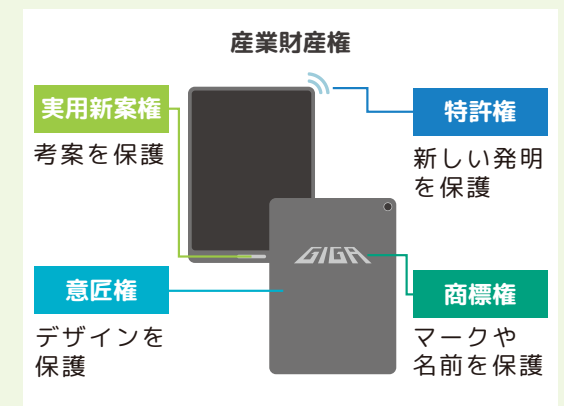 産業財産権
実用新案権
考案を保護
特許権
新しい発明
を保護
GIGA
意匠権
デザインを
保護
商標権
マークや
名前を保護